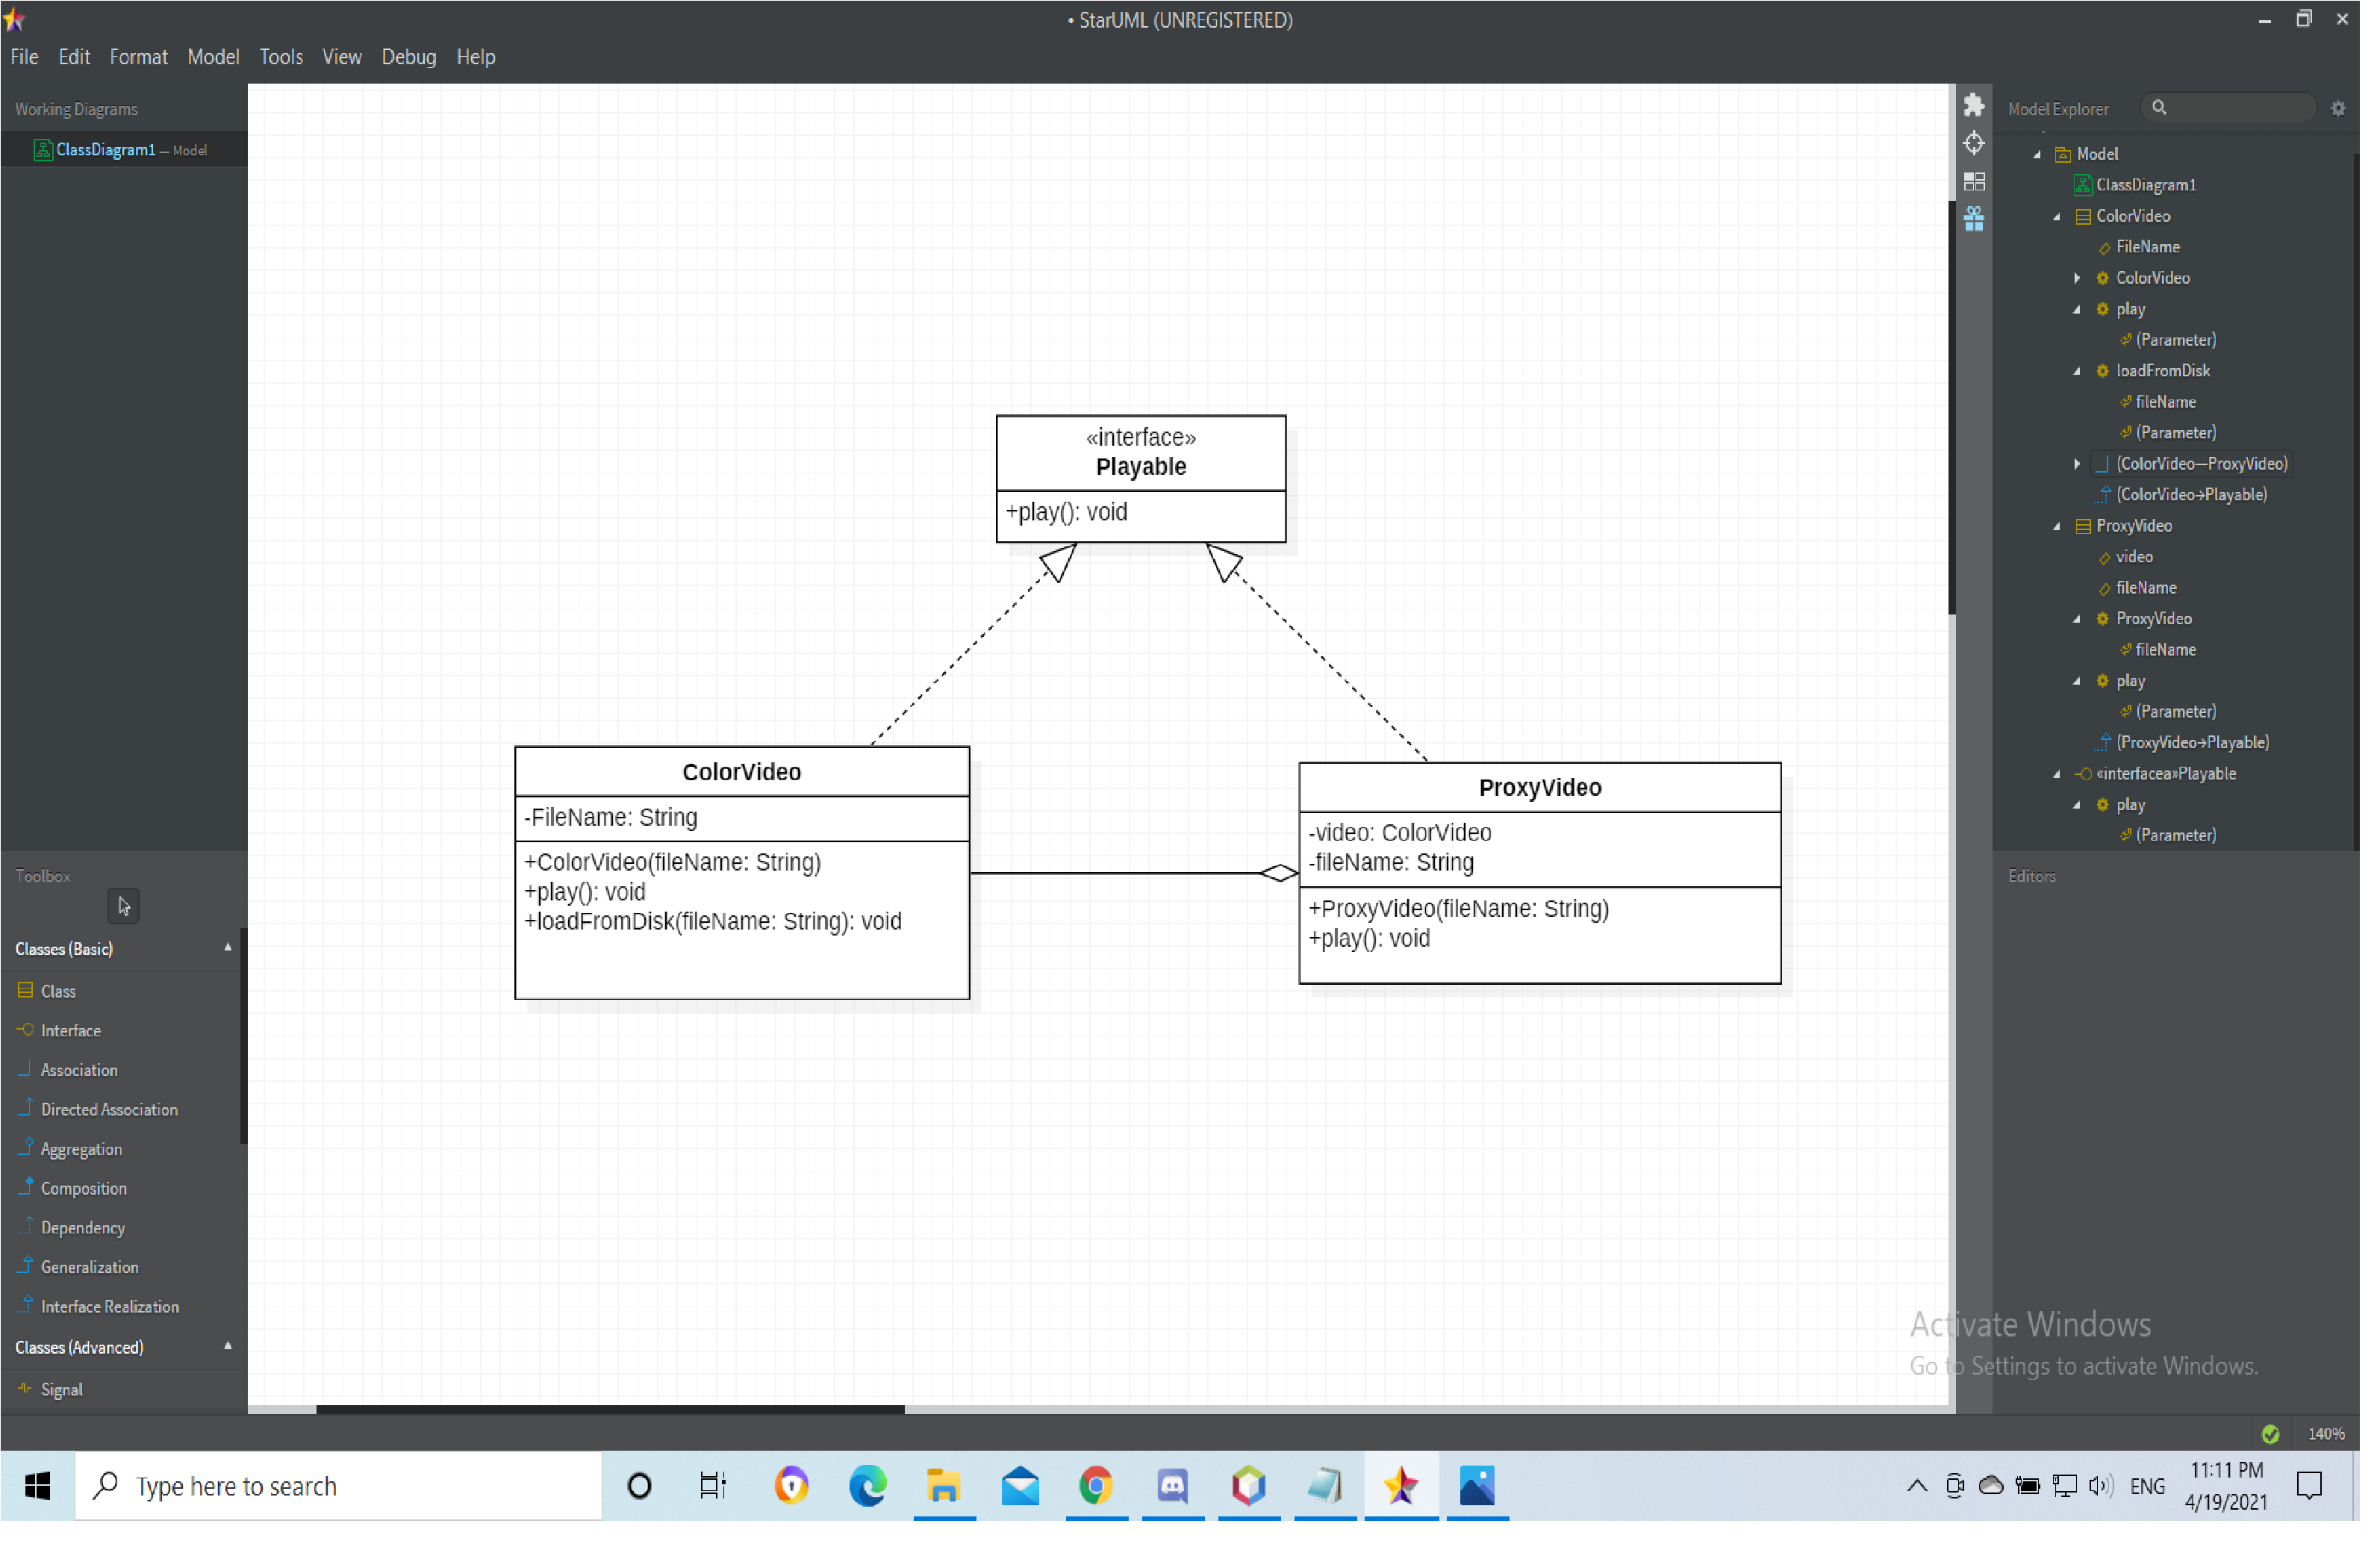 • StarUML (UNREGISTERED)
File Edit Format Model Tools View Debug Help
Working Diagrams
ClassDiagram1 — Model
Toolbox
Classes (Basic)
Class
Interface
Association
Directed Association
Aggregation
Composition
Dependency
Generalization
Interface Realization
Classes (Advanced)
Signal
«interface»
Playable
+play(): void
ColorVideo
-FileName: String
+ColorVideo(fileName: String)
+play(): void
+loadFromDisk(fileName: String): void
ProxyVideo
-video: ColorVideo
-fileName: String
+ProxyVideo(fileName: String)
+play(): void
Model Explorer
Model
ClassDiagram1
ColorVideo
FileName
ColorVideo
play
(Parameter)
loadFromDisk
fileName
(Parameter)
(ColorVideo—ProxyVideo)
(ColorVideo→Playable)
ProxyVideo
video
fileName
ProxyVideo
fileName
play
(Parameter)
(ProxyVideo→Playable)
«interfacea»Playable
play
(Parameter)
Editors
Activate Windows
Go to Settings to activate Windows.
140%
Type here to search
ENG
11:11 PM
4/19/2021